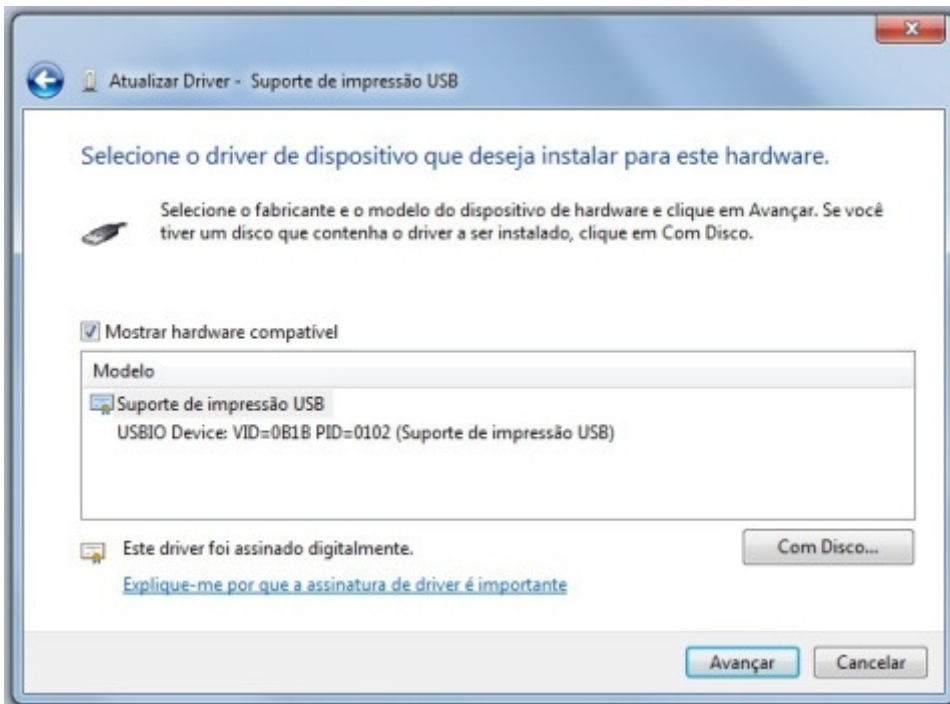 Atualizar Driver - Suporte de impressão USB
Selecione o driver de dispositivo que deseja instalar para este hardware.
Selecione o fabricante e o modelo do dispositivo de hardware e clique em Avançar. Se você
tiver um disco que contenha o driver a ser instalado, clique em Com Disco.
Mostrar hardware compatível
Modelo
Suporte de impressão USB
USBIO Device: VID=0B1B PID=0102 (Suporte de impressão USB)
Este driver foi assinado digitalmente.
Com Disco...
Explique-me por que a assinatura de driver é importante
Avançar
Cancelar